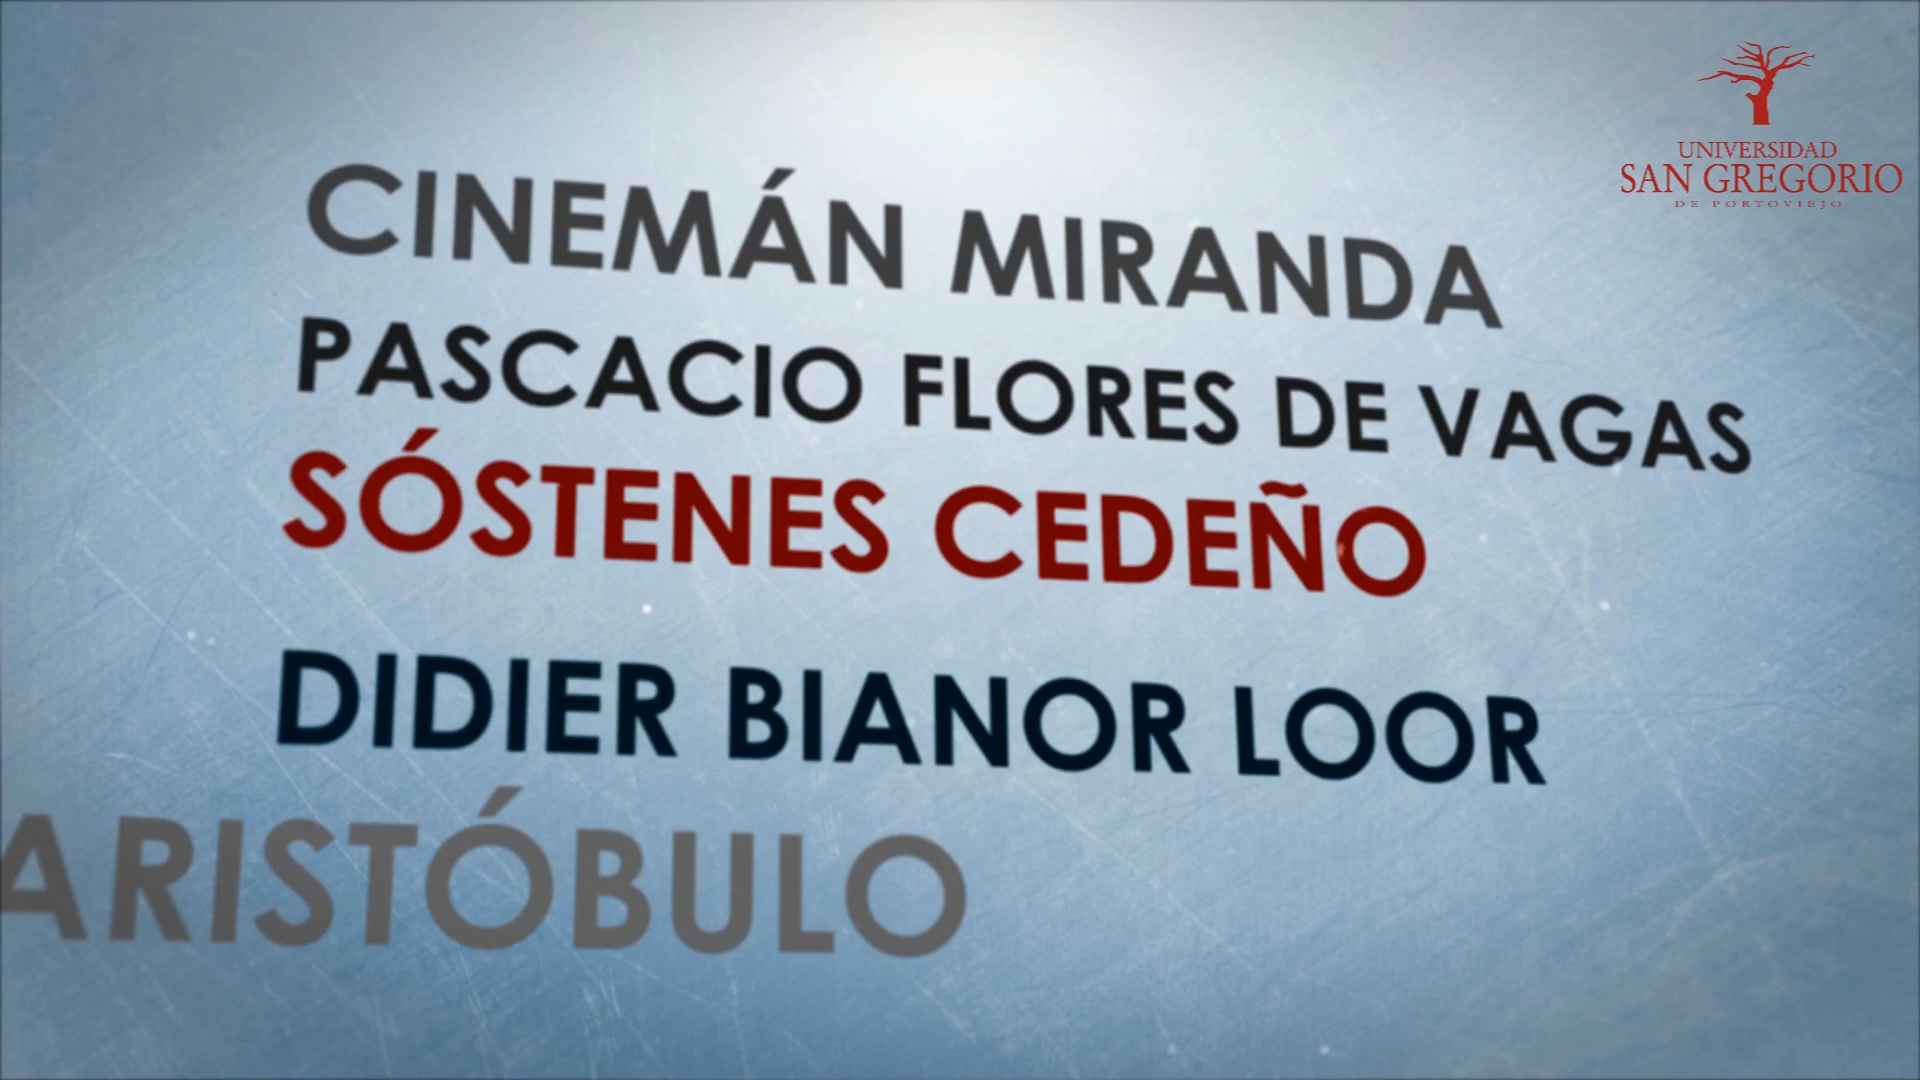 UNIVERSIDAD
SAN GREGORIO
DE PORTOVIEJO
CINEMÁN MIRANDA
PASCACIO FLORES DE VAGAS
SÓSTENES CEDEÑO
DIDIER BIANOR LOOR
ARISTÓBULO